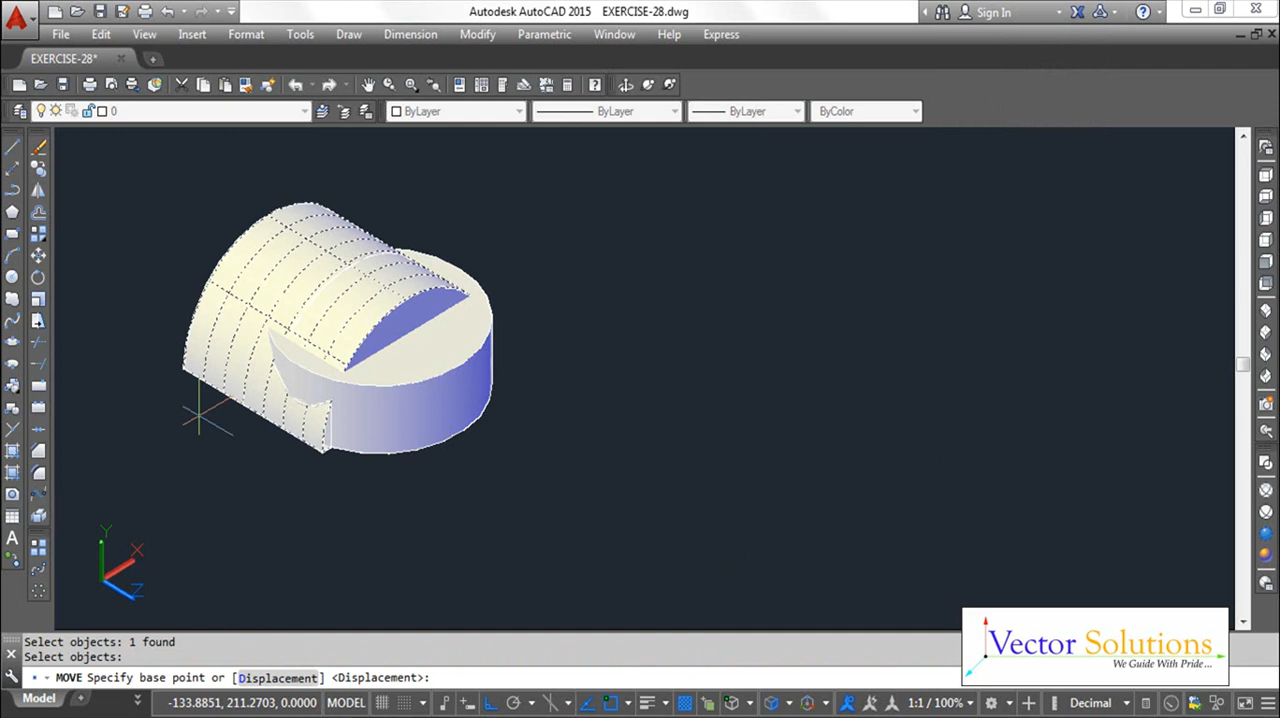 Autodesk AutoCAD 2015 EXERCISE-28.dwg
Sign In
File Edit View Insert Format Tools Draw Dimension Modify Parametric Window Help Express
EXERCISE-28*
0 ByLayer ByLayer ByLayer ByColor
Y
X
Z
A
Select objects: 1 found
Select objects:
MOVE Specify base point or [Displacement] <Displacement>:
Vector Solutions
We Guide With Pride...
Model
-133.8851, 211.2703, 0.0000 MODEL 1:1 / 100% Decimal